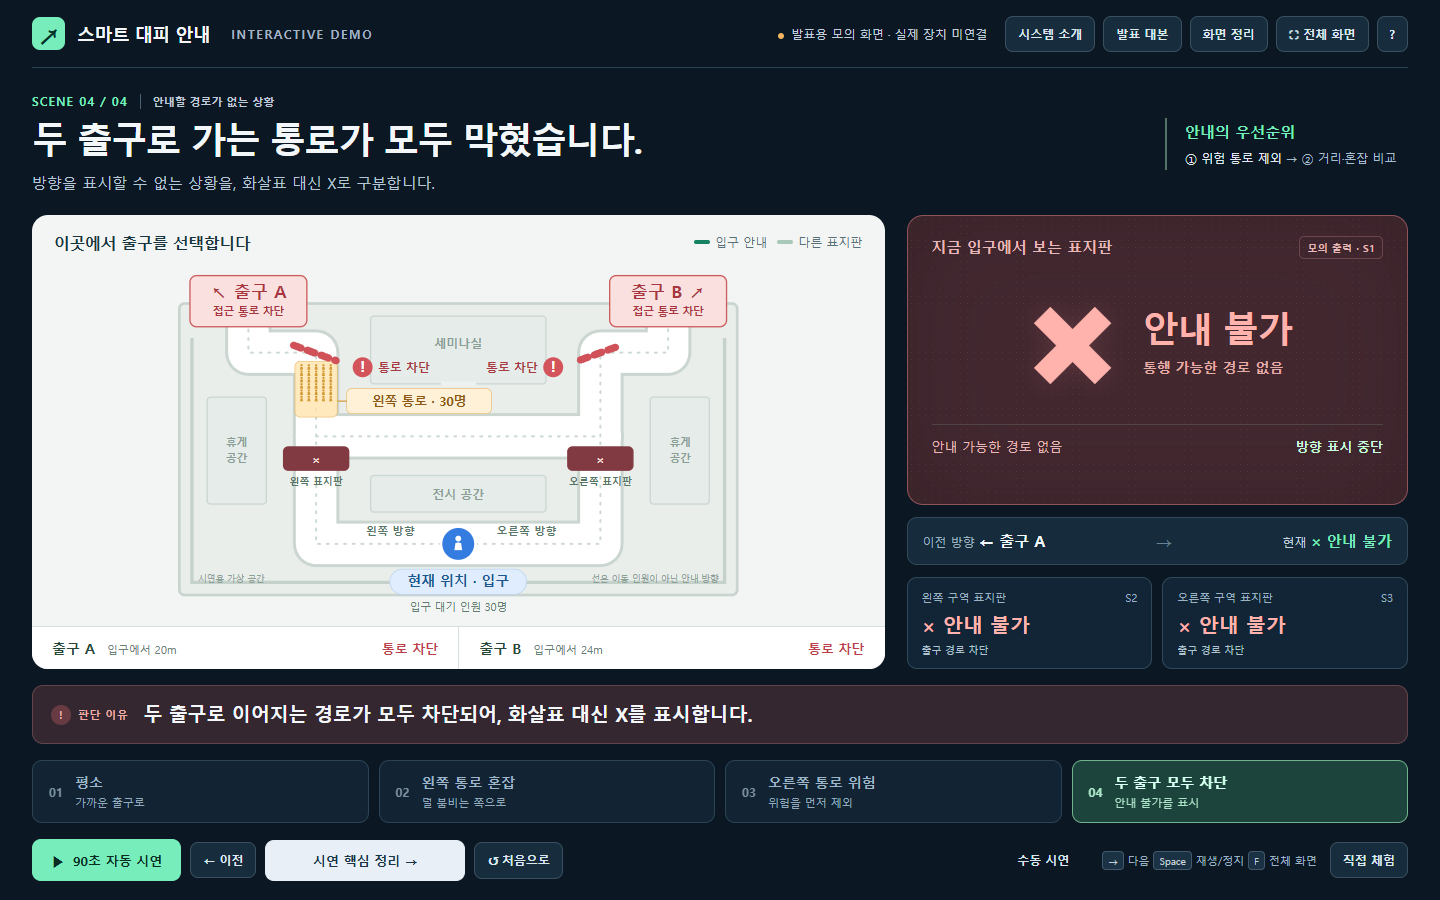 스마트 대피 안내 INTERACTIVE DEMO
발표용 모의 화면 · 실제 장치 미연결
시스템 소개
발표 대본
화면 정리
전체 화면
?
SCENE 04 / 04 안내할 경로가 없는 상황
두 출구로 가는 통로가 모두 막혔습니다.
방향을 표시할 수 없는 상황을, 화살표 대신 X로 구분합니다.
안내의 우선순위
① 위험 통로 제외 → ② 거리·혼잡 비교
이곳에서 출구를 선택합니다
입구 안내 다른 표지판
↖ 출구 A
접근 통로 차단
출구 B ↗
접근 통로 차단
세미나실
! 통로 차단
통로 차단 !
왼쪽 통로 · 30명
휴게
공간
휴게
공간
×
왼쪽 표지판
×
오른쪽 표지판
전시 공간
왼쪽 방향
오른쪽 방향
현재 위치 · 입구
시연용 가상 공간
선은 이동 인원이 아닌 안내 방향
입구 대기 인원 30명
출구 A 입구에서 20m 통로 차단
출구 B 입구에서 24m 통로 차단
지금 입구에서 보는 표지판
모의 출력 · S1
안내 불가
통행 가능한 경로 없음
안내 가능한 경로 없음 방향 표시 중단
이전 방향 ← 출구 A → 현재 × 안내 불가
왼쪽 구역 표지판 S2
× 안내 불가
출구 경로 차단
오른쪽 구역 표지판 S3
× 안내 불가
출구 경로 차단
! 판단 이유 두 출구로 이어지는 경로가 모두 차단되어, 화살표 대신 X를 표시합니다.
01 평소
가까운 출구로
02 왼쪽 통로 혼잡
덜 붐비는 쪽으로
03 오른쪽 통로 위험
위험을 먼저 제외
04 두 출구 모두 차단
안내 불가를 표시
▶ 90초 자동 시연
← 이전
시연 핵심 정리 →
↺ 처음으로
수동 시연
→ 다음 Space 재생/정지 F 전체 화면
직접 체험